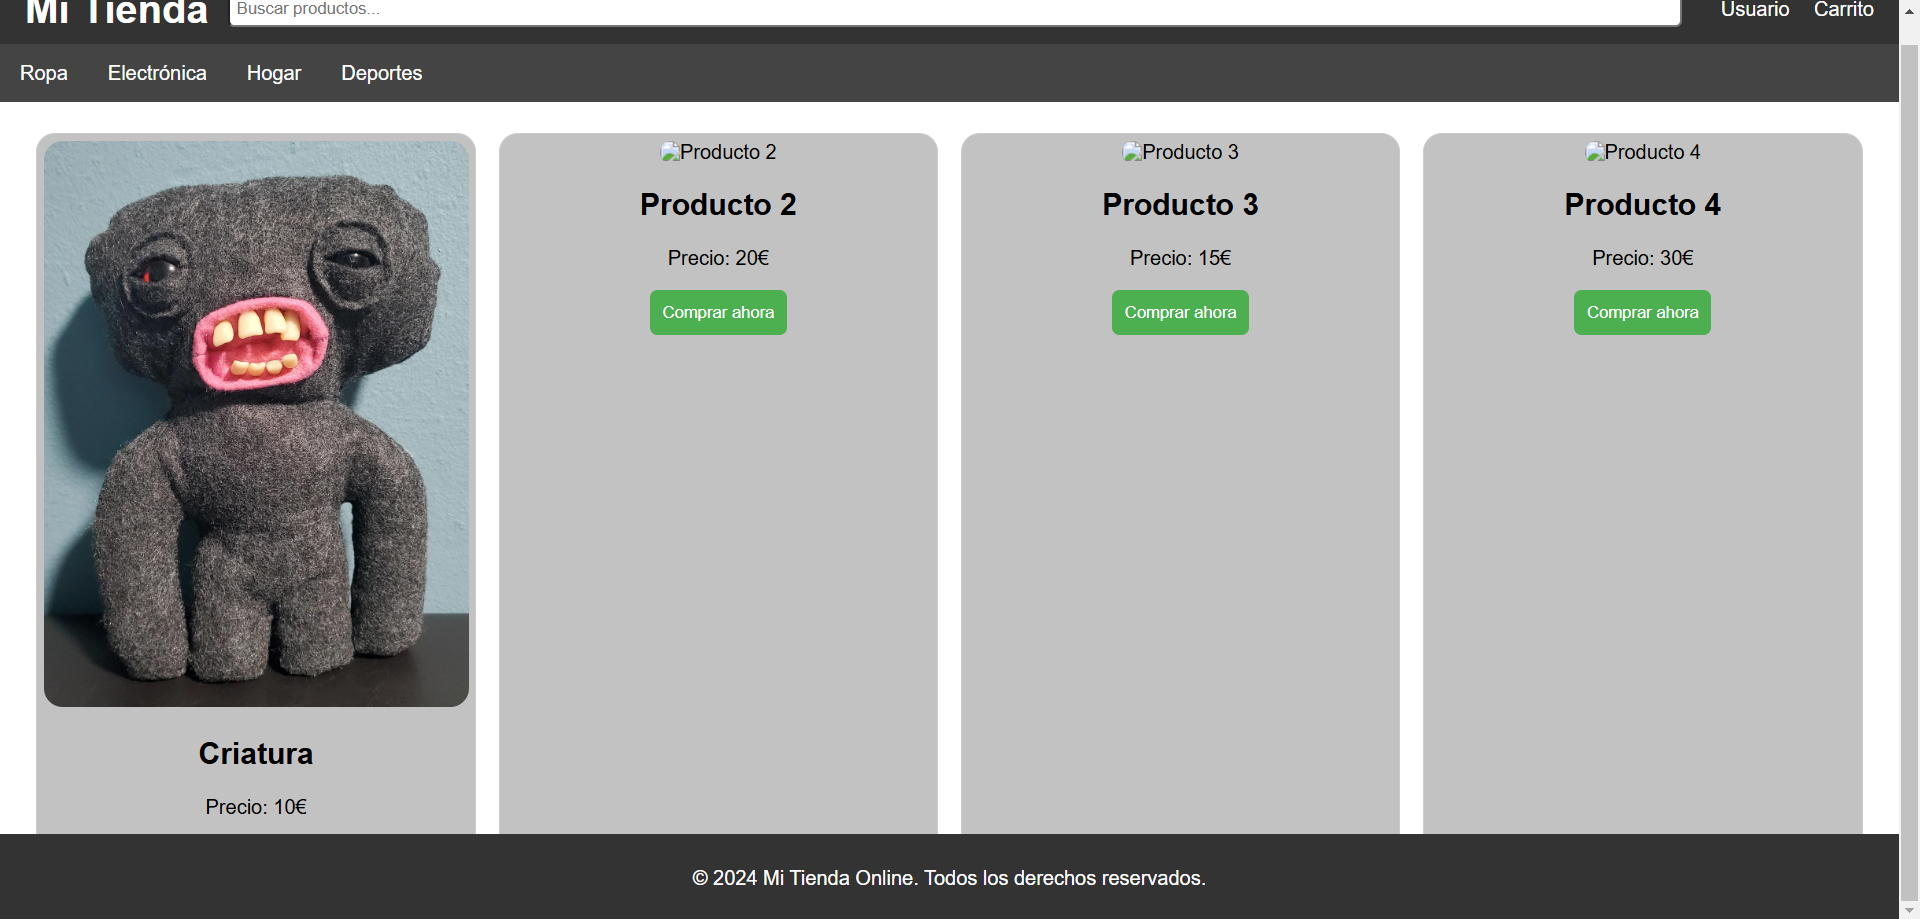 Mi Tienda
Buscar productos...
Usuario Carrito
Ropa Electrónica Hogar Deportes
Criatura
Precio: 10€
Producto 2
Producto 2
Precio: 20€
Comprar ahora
Producto 3
Producto 3
Precio: 15€
Comprar ahora
Producto 4
Producto 4
Precio: 30€
Comprar ahora
© 2024 Mi Tienda Online. Todos los derechos reservados.